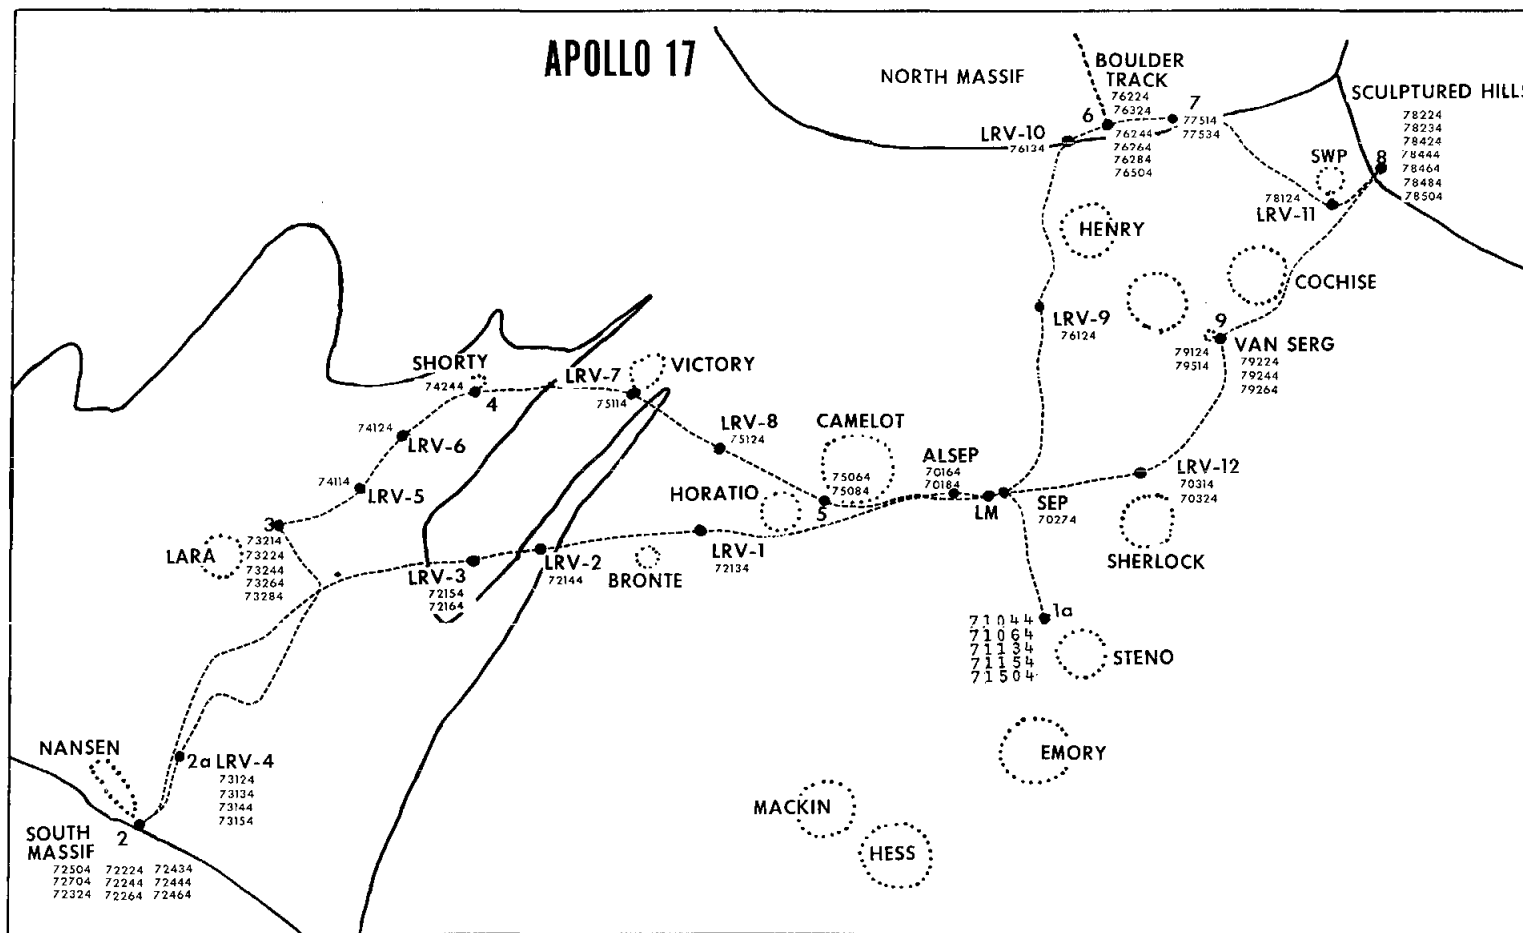 APOLLO 17
NORTH MASSIF
BOULDER
TRACK
76224
76324
6
76244
76264
76284
76504
7
77514
77534
LRV-10
76134
SCULPTURED HILLS
78224
78234
78424
78444
78464
78484
78504
8
SWP
78124
LRV-11
HENRY
COCHISE
LRV-9
76124
9
VAN SERG
79124
79514
79224
79244
79264
SHORTY
74244
4
LRV-7
75114
VICTORY
74124
LRV-6
LRV-8
75124
CAMELOT
75064
75084
5
ALSEP
70164
70184
LM
SEP
70274
LRV-12
70314
70324
SHERLOCK
74114
LRV-5
HORATIO
3
73214
73224
73244
73264
73284
LARA
LRV-3
72154
72164
LRV-2
72144
BRONTE
LRV-1
72134
1a
71044
71064
71134
71154
71504
STENO
EMORY
MACKIN
HESS
NANSEN
2a LRV-4
73124
73134
73144
73154
2
SOUTH
MASSIF
72504 72224 72434
72704 72244 72444
72324 72264 72464